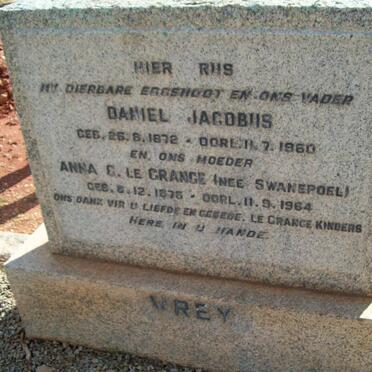 HIER RUS
MY DIERBARE EGGENOOT EN ONS VADER
DANIEL JACOBUS
GEB. 26. 8. 1872 - OORL. 11. 7. 1960
EN ONS MOEDER
ANNA C. LE GRANGE (NEE SWANEPOEL)
GEB. 8. 12. 1875 - OORL. 11. 9. 1964
ONS DANK VIR U LIEFDE EN GEBEDE. LE GRANGE KINDERS
HERE IN U HANDE.
VREY